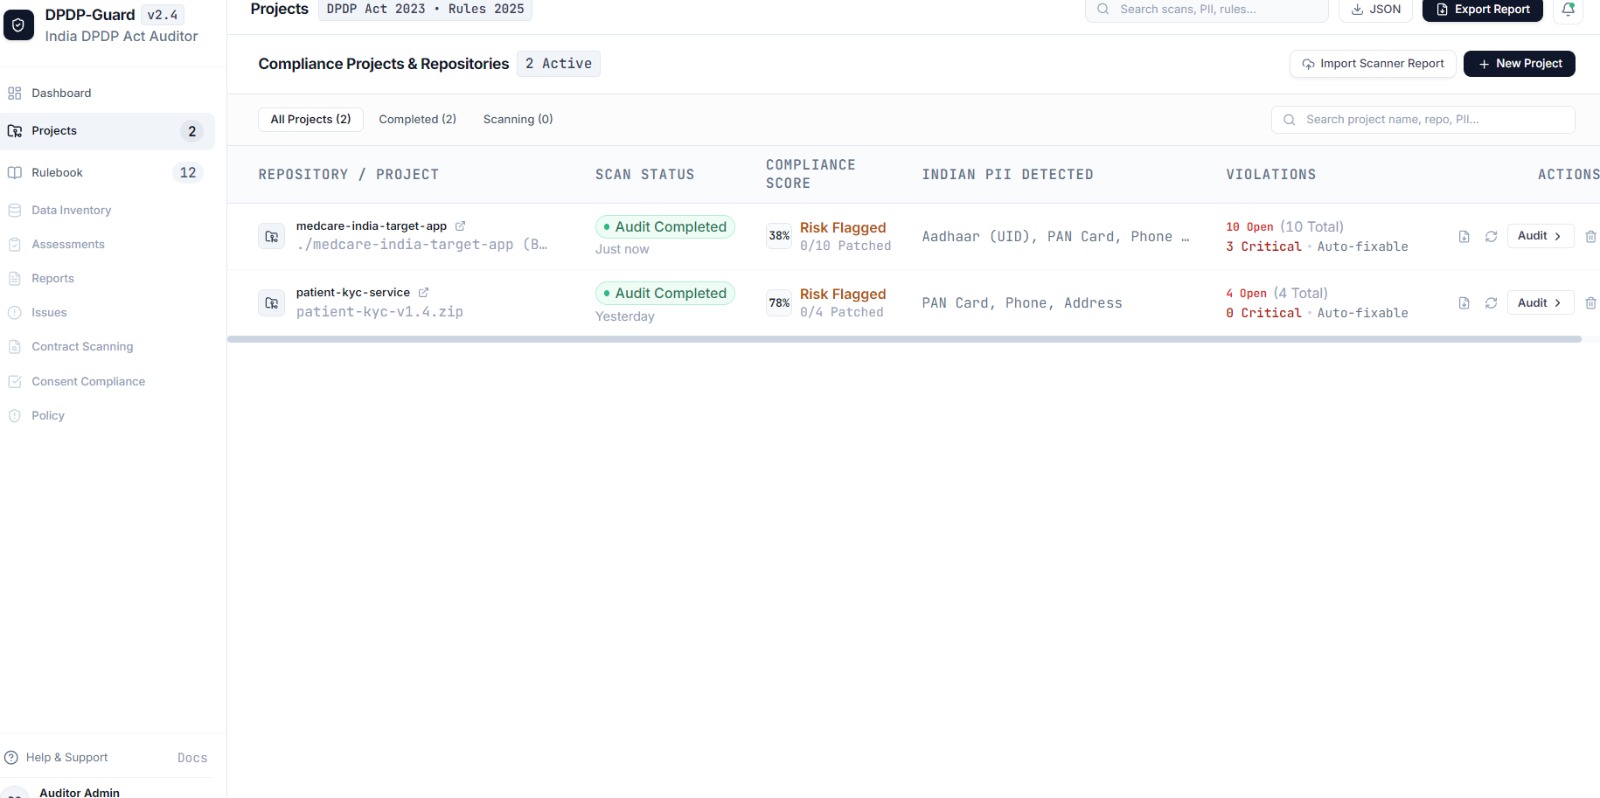 DPDP-Guard v2.4
India DPDP Act Auditor
Dashboard
Projects 2
Rulebook 12
Data Inventory
Assessments
Reports
Issues
Contract Scanning
Consent Compliance
Policy
Help & Support Docs
Auditor Admin
Projects DPDP Act 2023 • Rules 2025
Search scans, PII, rules...
JSON
Export Report
Compliance Projects & Repositories 2 Active
Import Scanner Report
+ New Project
All Projects (2) Completed (2) Scanning (0)
Search project name, repo, PII...
REPOSITORY / PROJECT SCAN STATUS COMPLIANCE SCORE INDIAN PII DETECTED VIOLATIONS ACTIONS
medcare-india-target-app
./medcare-india-target-app (B…
• Audit Completed
Just now
38%
Risk Flagged
0/10 Patched
Aadhaar (UID), PAN Card, Phone …
10 Open (10 Total)
3 Critical • Auto-fixable
Audit >
patient-kyc-service
patient-kyc-v1.4.zip
• Audit Completed
Yesterday
78%
Risk Flagged
0/4 Patched
PAN Card, Phone, Address
4 Open (4 Total)
0 Critical • Auto-fixable
Audit >